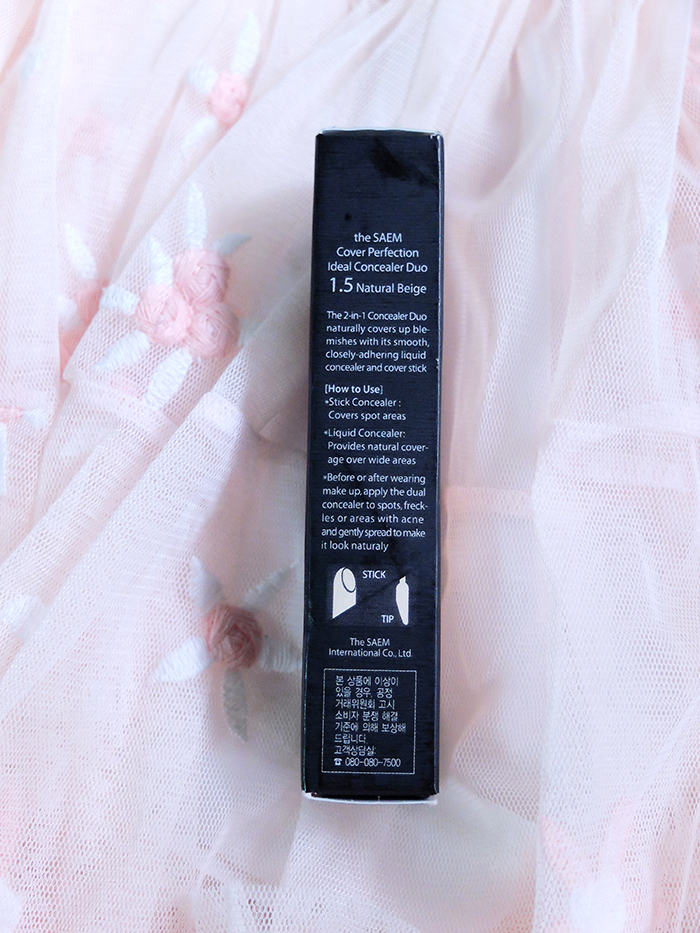 the SAEM
Cover Perfection
Ideal Concealer Duo
1.5 Natural Beige
The 2-in-1 Concealer Duo
naturally covers up ble-
mishes with its smooth,
closely-adhering liquid
concealer and cover stick
[How to Use]
*Stick Concealer :
Covers spot areas
*Liquid Concealer:
Provides natural cover-
age over wide areas
*Before or after wearing
make up, apply the dual
concealer to spots, freck-
les or areas with acne
and gently spread to make
it look naturaly
STICK
TIP
The SAEM
International Co., Ltd.
본 상품에 이상이
있을 경우, 공정
거래위원회 고시
소비자 분쟁 해결
기준에 의해 보상해
드립니다.
고객상담실:
☎ 080-080-7500